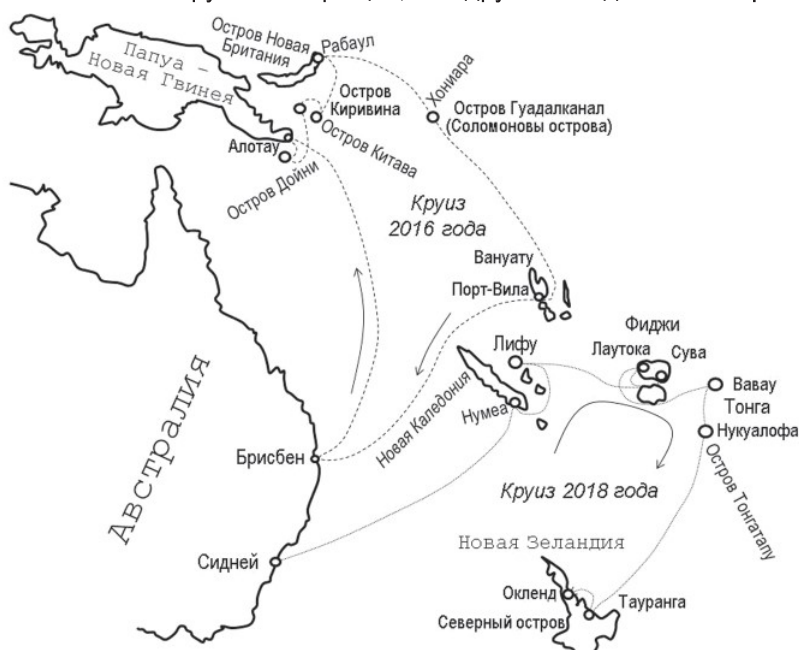 Остров Новая
Британия
Рабаул
Папуа –
Новая Гвинея
Хониара
Остров
Киривина
Остров Гуадалканал
(Соломоновы острова)
Остров Китава
Алотау
Остров Дойни
Круиз
2016 года
Вануату
Порт-Вила
Фиджи
Лифу
Лаутока
Сува
Вавау
Тонга
Нукуалофа
Новая Каледония
Нумеа
Австралия
Брисбен
Остров Тонгатапу
Круиз 2018 года
Сидней
Новая Зеландия
Окленд
Тауранга
Северный остров